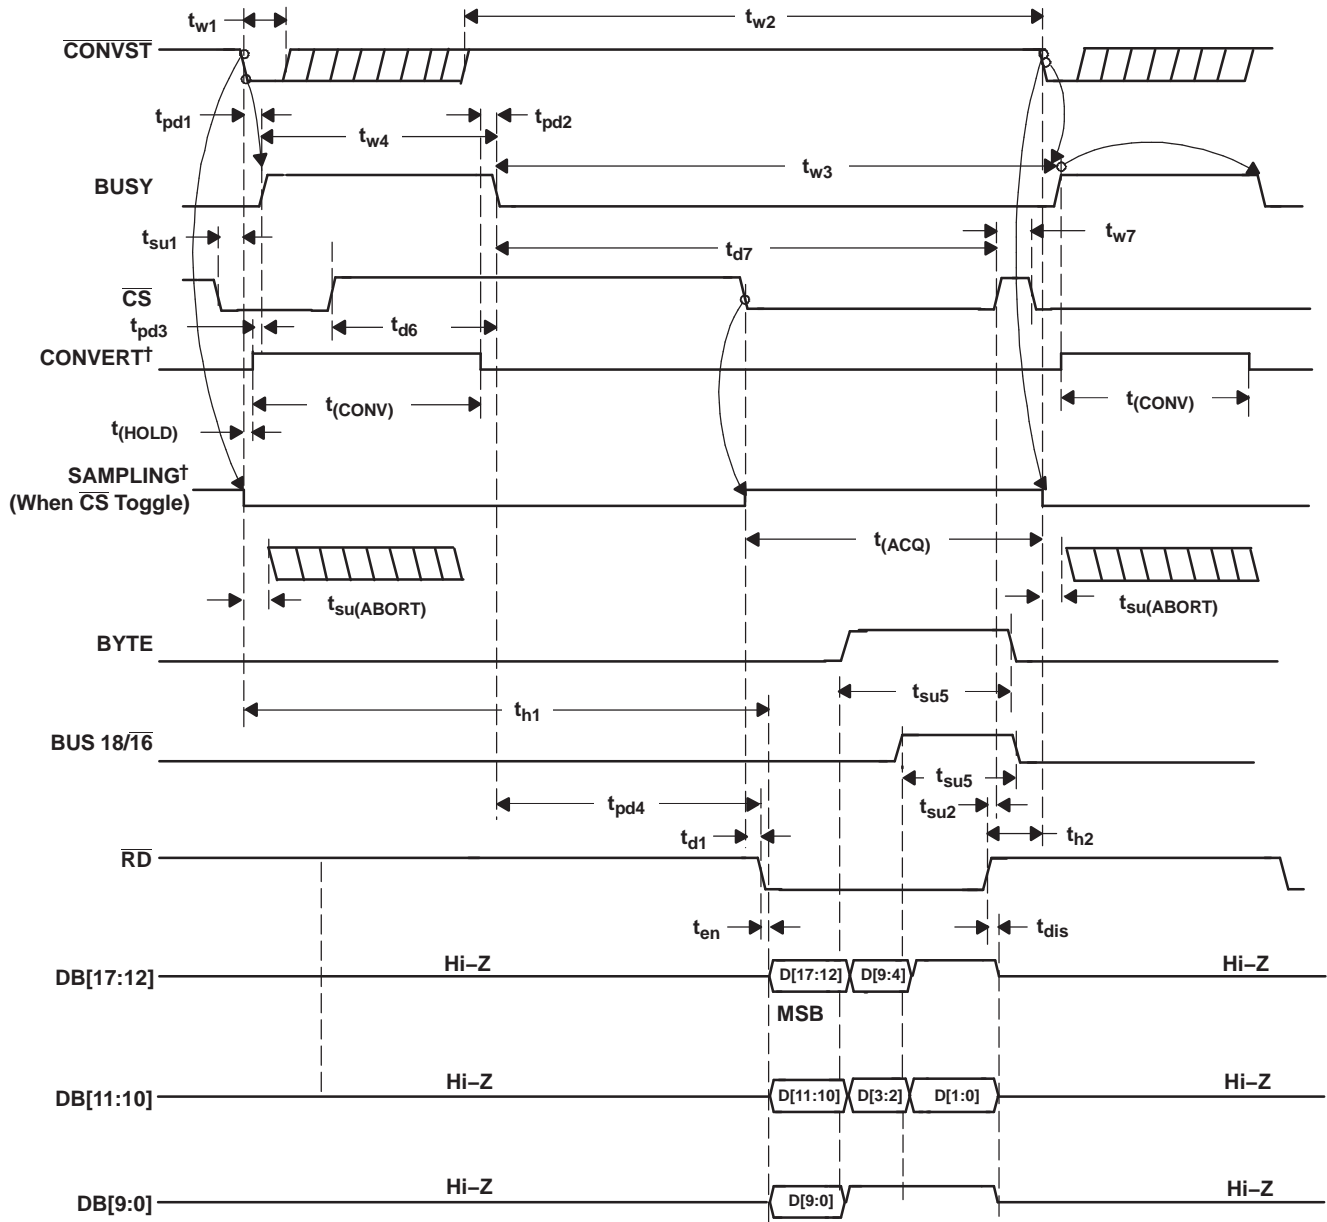 tw1
tw2
CONVST
tpd1
tw4
tpd2
tw3
BUSY
tsu1
td7
tw7
CS
tpd3
td6
CONVERT†
t(CONV)
t(CONV)
t(HOLD)
SAMPLING†
(When CS Toggle)
t(ACQ)
tsu(ABORT)
tsu(ABORT)
BYTE
tsu5
th1
BUS 18/16
tsu5
tpd4
tsu2
td1
th2
RD
ten
tdis
Hi–Z
Hi–Z
DB[17:12]
D[17:12]
D[9:4]
MSB
Hi–Z
Hi–Z
DB[11:10]
D[11:10]
D[3:2]
D[1:0]
Hi–Z
Hi–Z
DB[9:0]
D[9:0]